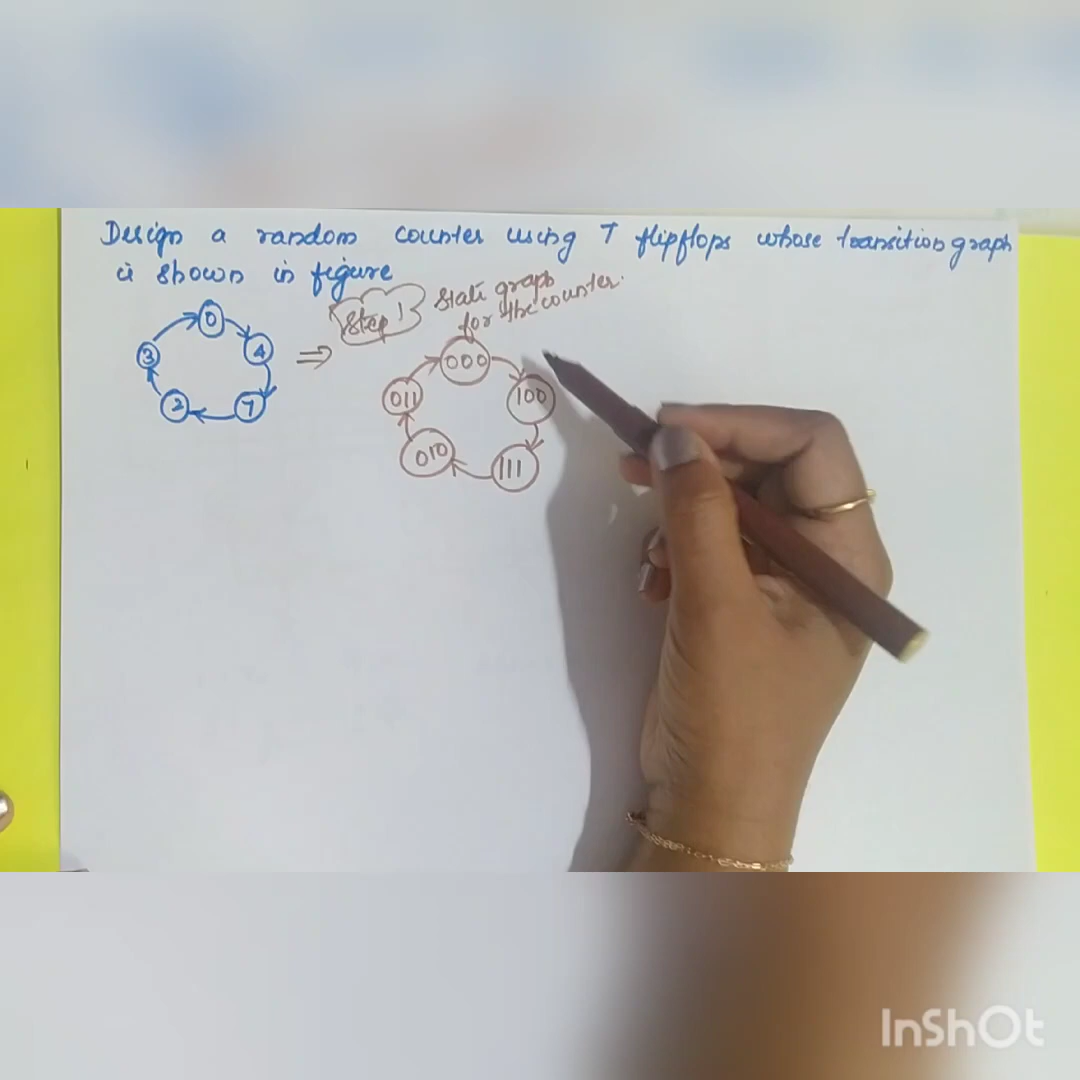 Design a random counter using T flipflops whose transition graph
is shown in figure
Step 1 State graph
for the counter.
0
4
7
2
3
⇒
000
100
111
010
011
InShOt